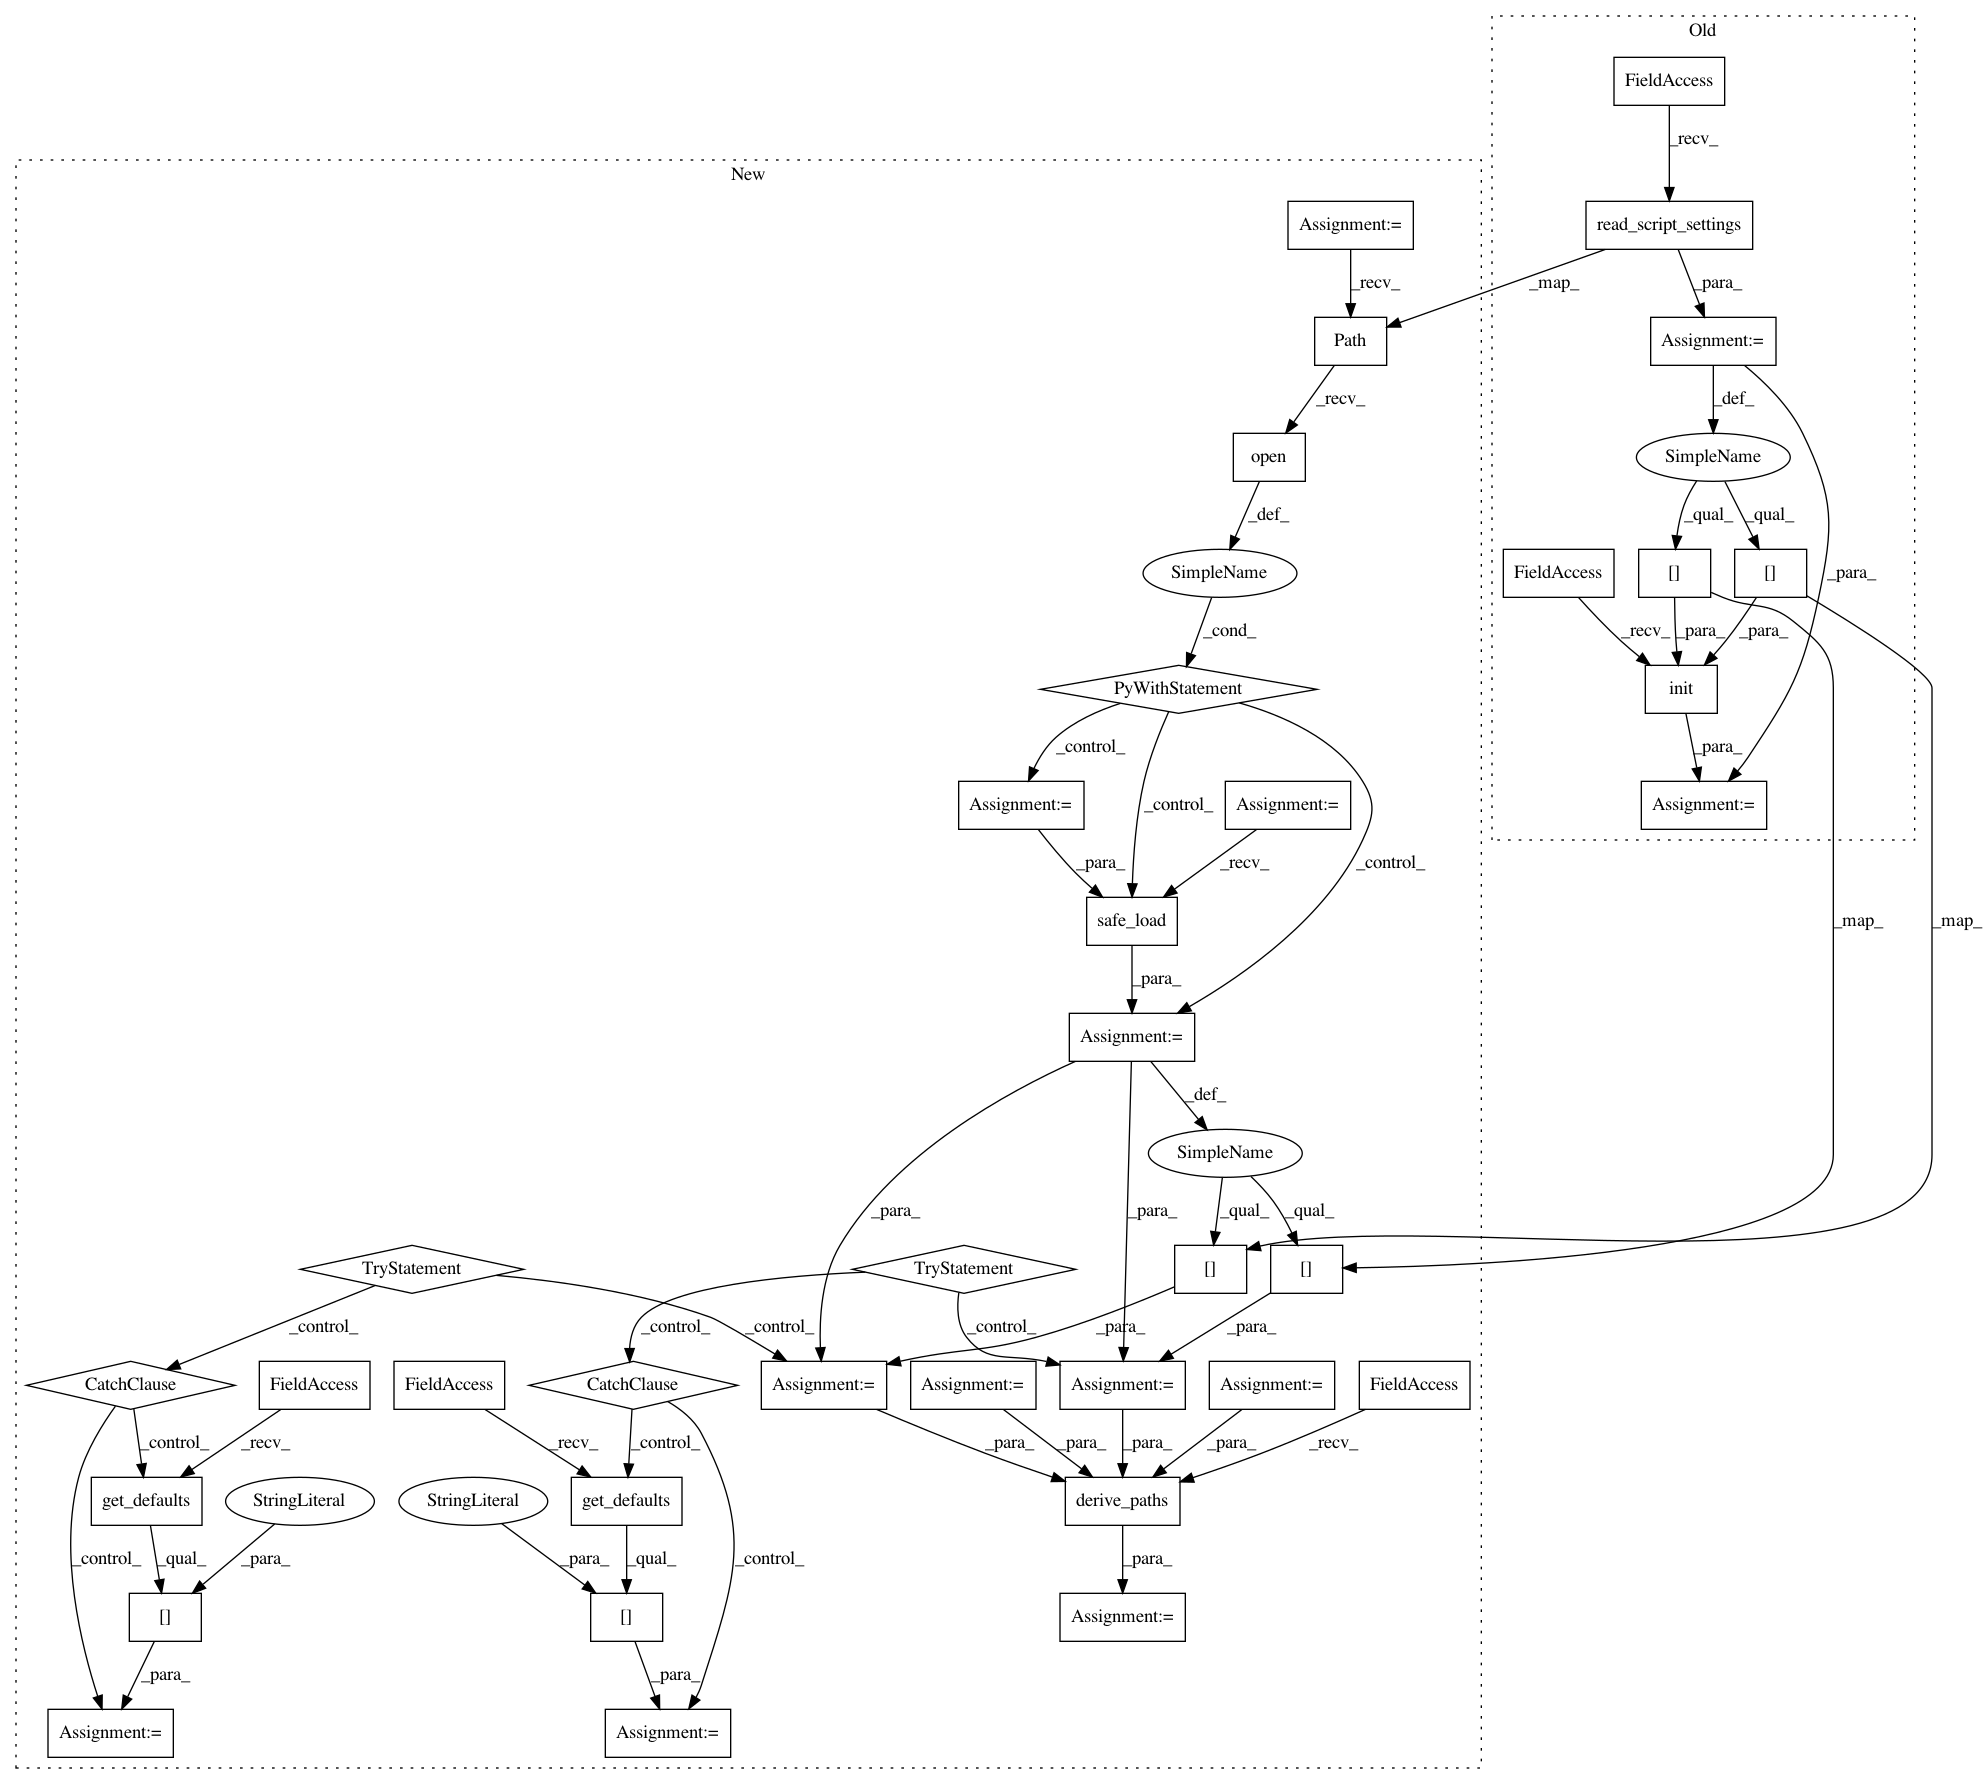 Old
FieldAccess
_recv_
New
Assignment:=
read_script_settings
_recv_
_map_
_para_
Path
Assignment:=
_recv_
_def_
open
SimpleName
_def_
_qual_
_qual_
SimpleName
FieldAccess
[]
[]
_para_
_cond_
_recv_
_para_
_para_
PyWithStatement
init
_control_
_para_
Assignment:=
_control_
Assignment:=
Assignment:=
_para_
_recv_
_control_
safe_load
_map_
_map_
_para_
Assignment:=
_def_
SimpleName
_para_
_para_
_qual_
_qual_
TryStatement
TryStatement
[]
[]
_control_
_control_
_control_
_control_
_para_
_para_
CatchClause
FieldAccess
FieldAccess
CatchClause
Assignment:=
Assignment:=
Assignment:=
Assignment:=
FieldAccess
_control_
_recv_
_recv_
_control_
_para_
_para_
_para_
_para_
_recv_
get_defaults
StringLiteral
StringLiteral
get_defaults
derive_paths
_control_
_qual_
_para_
_para_
_qual_
_control_
_para_
[]
[]
Assignment:=
_para_
_para_
Assignment:=
Assignment:=